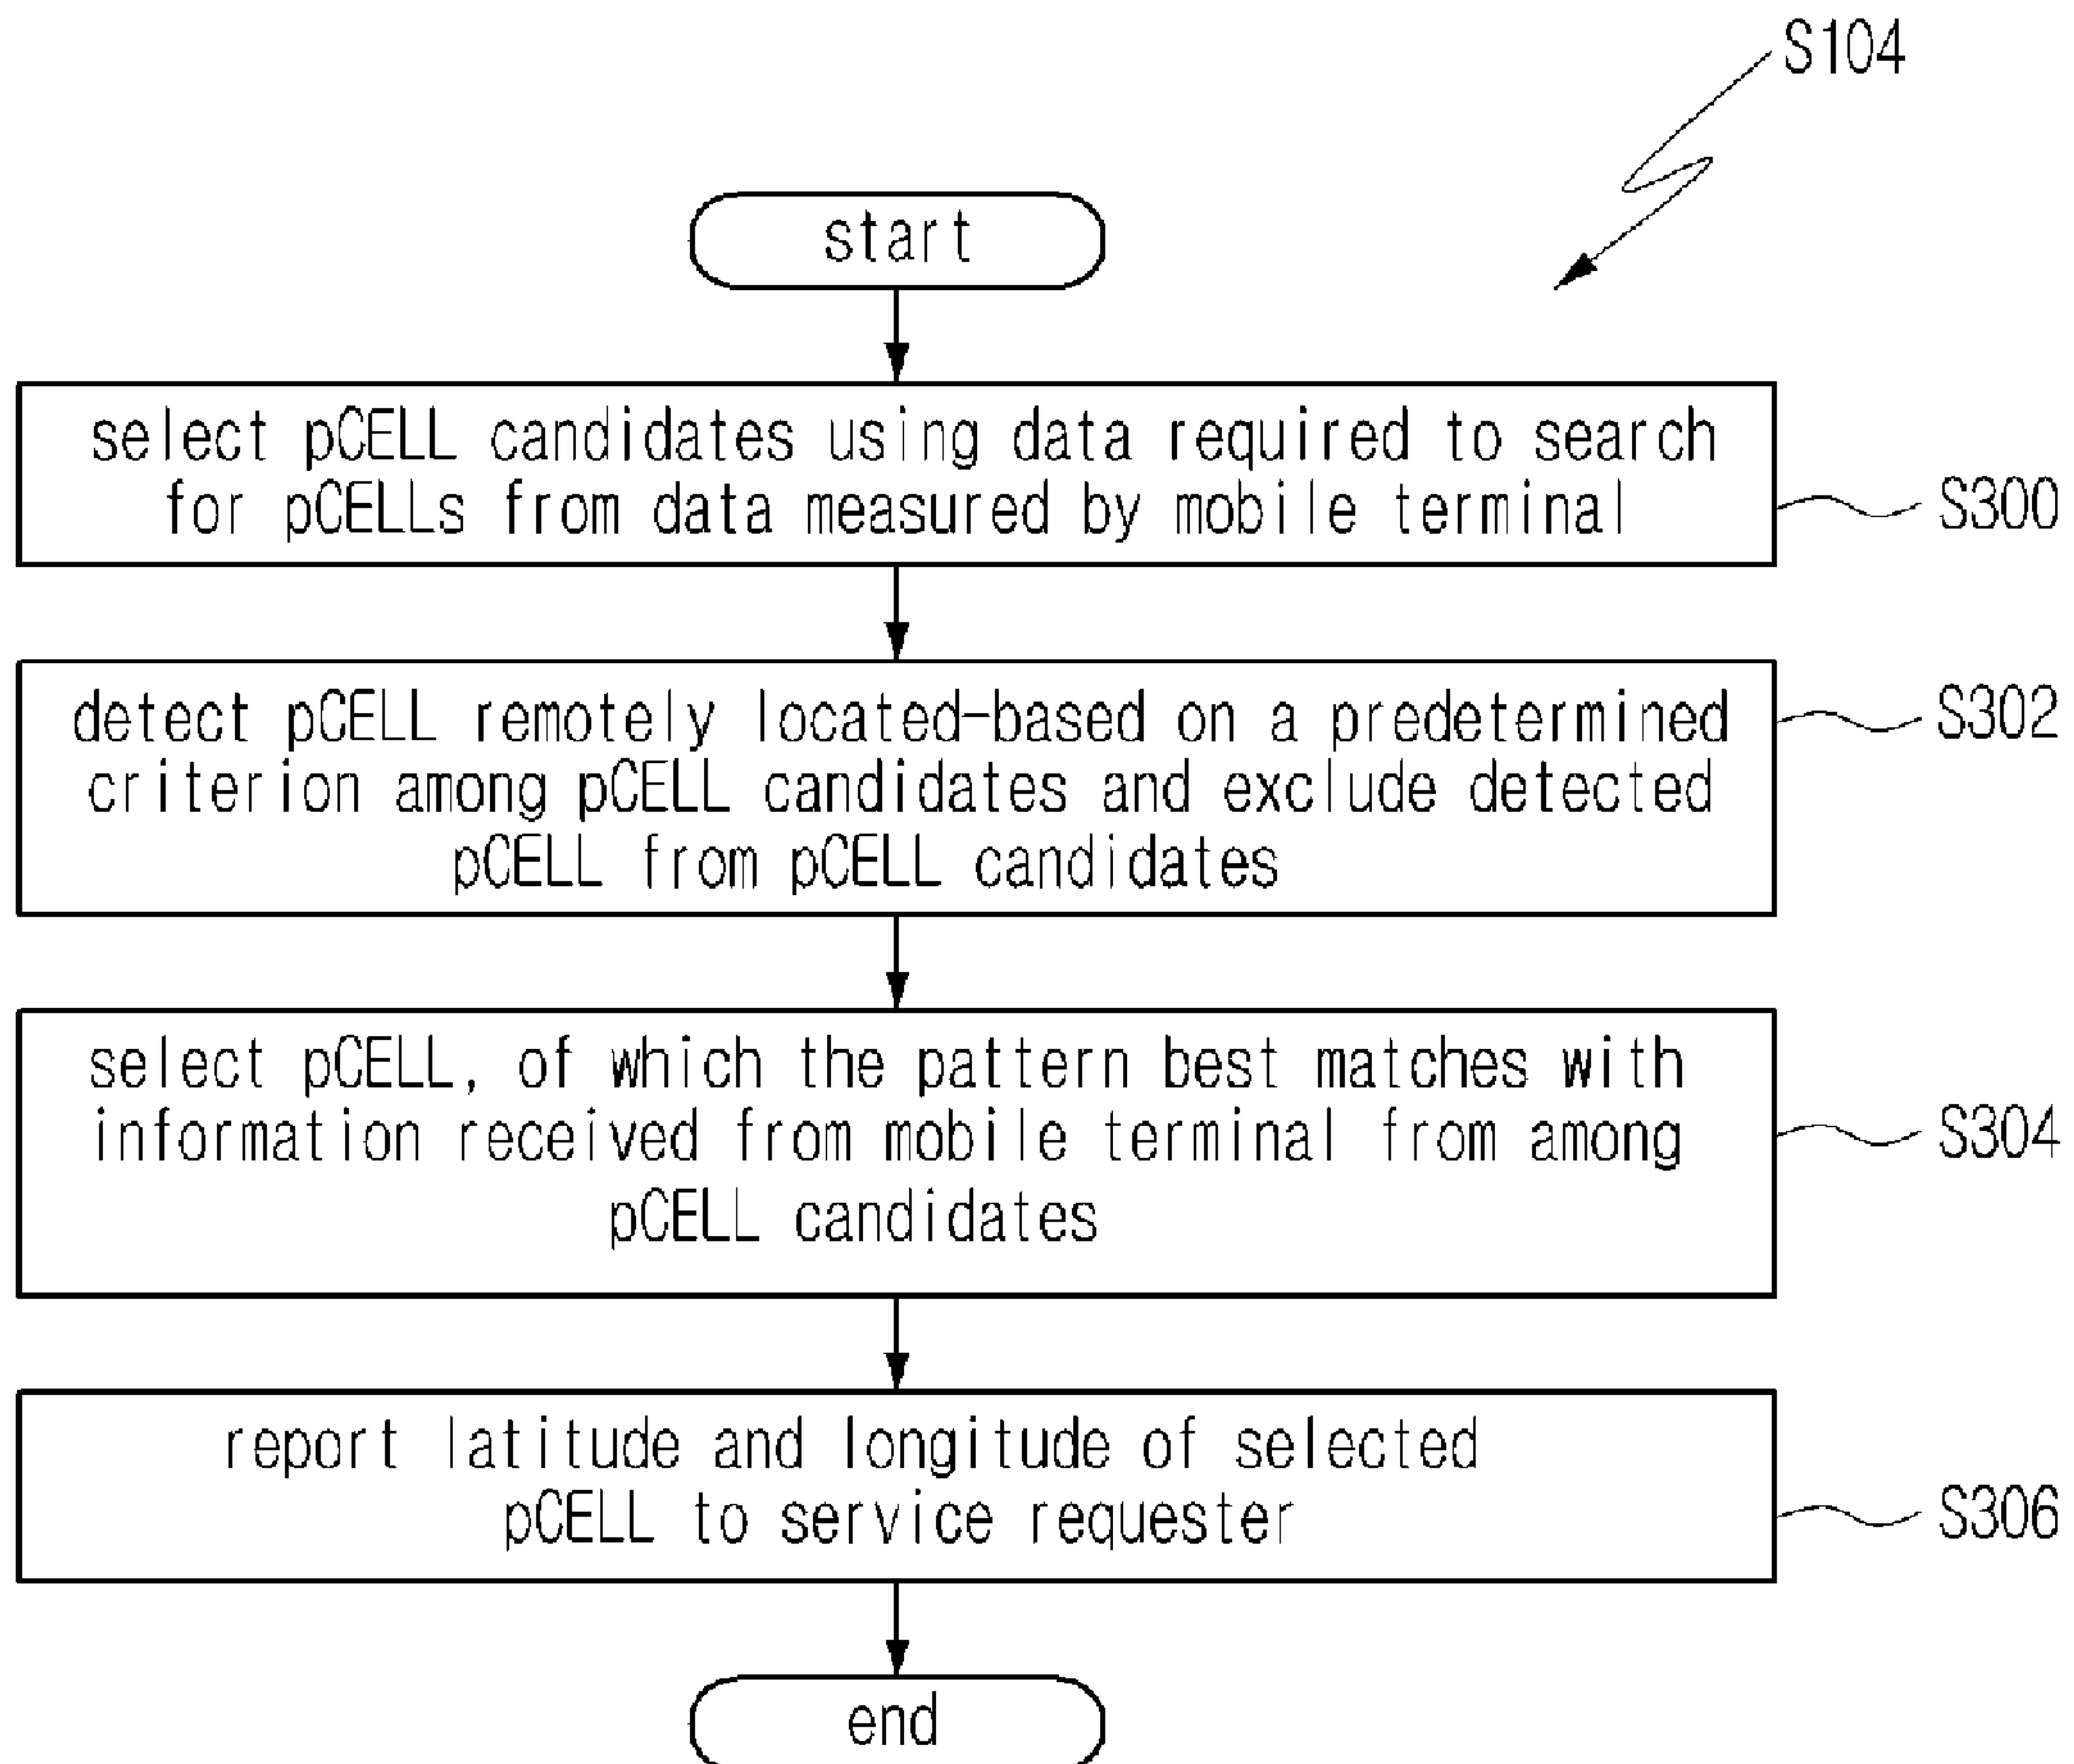 S104
start
select pCELL candidates using data required to search
for pCELLs from data measured by mobile terminal
S300
detect pCELL remotely located-based on a predetermined
criterion among pCELL candidates and exclude detected
pCELL from pCELL candidates
S302
select pCELL, of which the pattern best matches with
information received from mobile terminal from among
pCELL candidates
S304
report latitude and longitude of selected
pCELL to service requester
S306
end